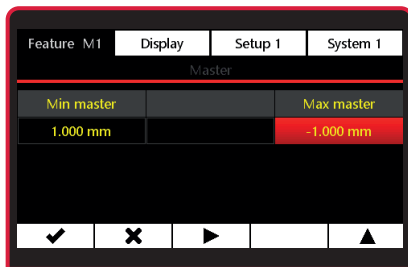 Feature M1 Display Setup 1 System 1
Master
Min master Max master
1.000 mm -1.000 mm